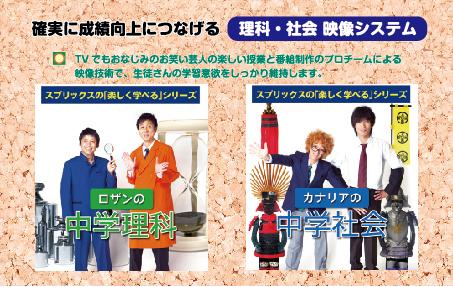 確実に成績向上につなげる 理科・社会 映像システム
TVでもおなじみのお笑い芸人の楽しい授業と番組制作のプロチームによる
映像技術で、生徒さんの学習意欲をしっかり維持します。
スプリックスの「楽しく学べる」シリーズ
ロザンの
中学理科
スプリックスの「楽しく学べる」シリーズ
カナリアの
中学社会